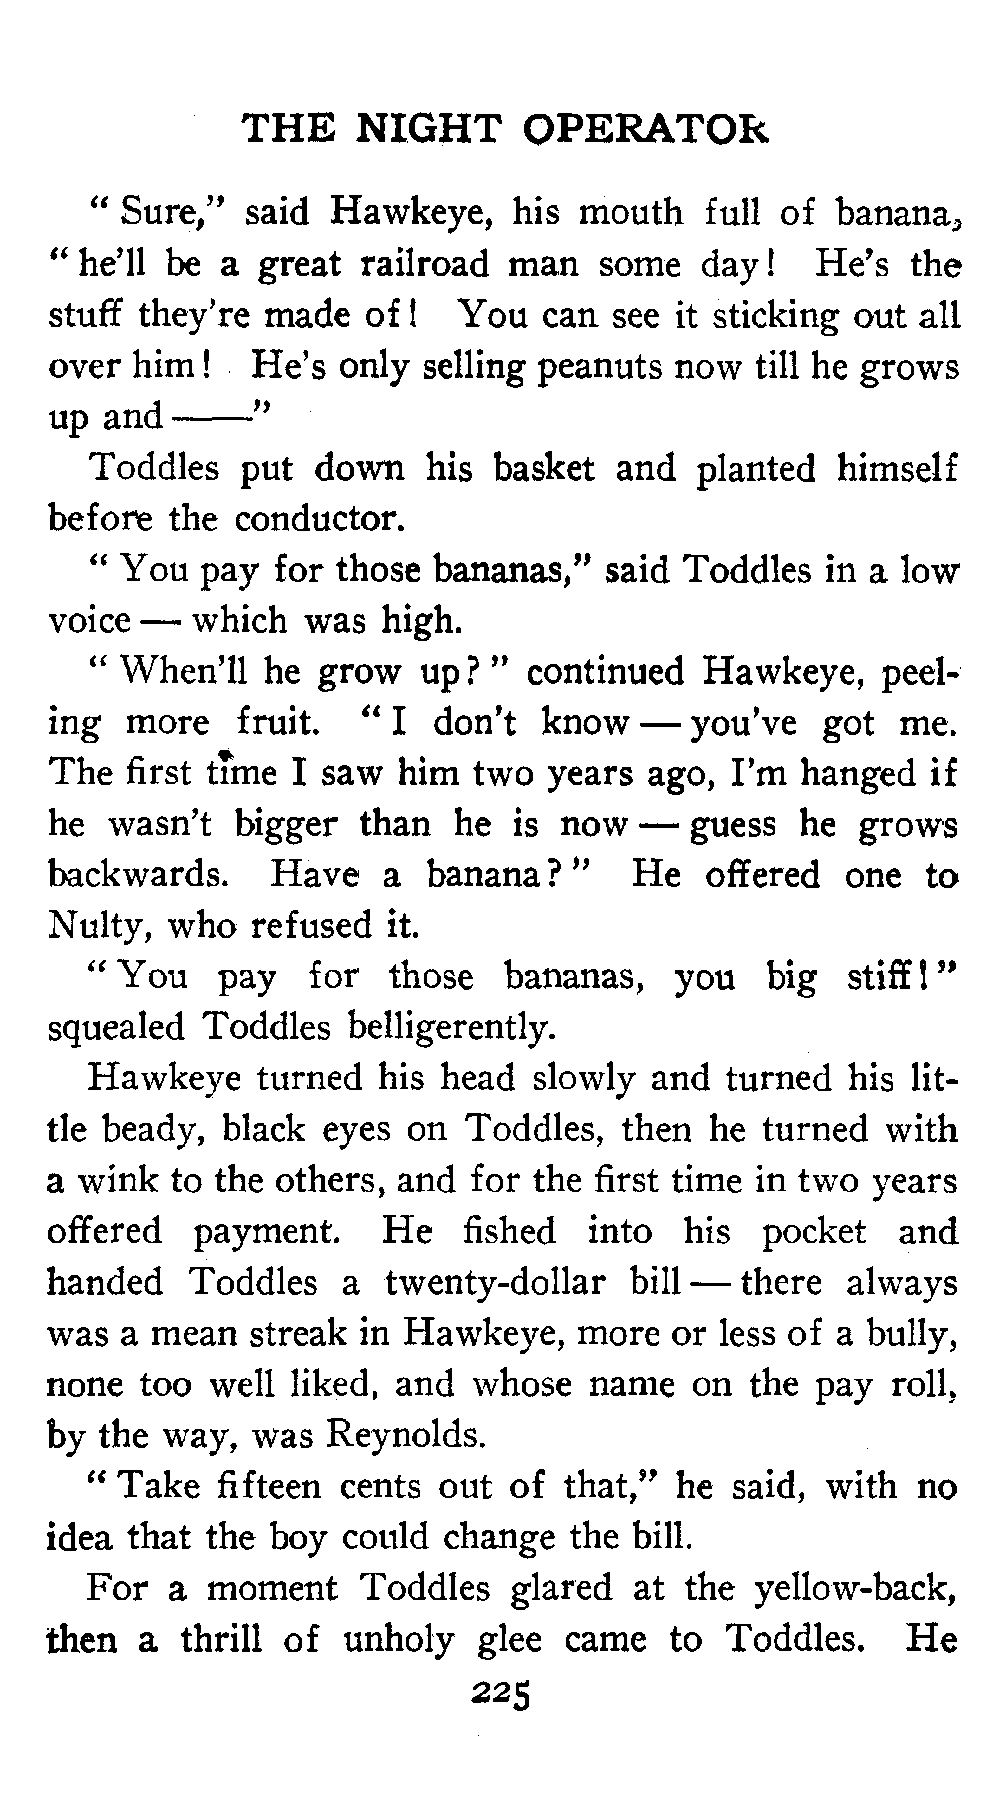 THE NIGHT OPERATOR
“ Sure,” said Hawkeye, his mouth full of banana,
“ he’ll be a great railroad man some day! He’s the
stuff they’re made of! You can see it sticking out all
over him! He’s only selling peanuts now till he grows
up and ——”
Toddles put down his basket and planted himself
before the conductor.
“ You pay for those bananas,” said Toddles in a low
voice — which was high.
“ When’ll he grow up? ” continued Hawkeye, peel-
ing more fruit. “ I don’t know — you’ve got me.
The first time I saw him two years ago, I’m hanged if
he wasn’t bigger than he is now — guess he grows
backwards. Have a banana? ” He offered one to
Nulty, who refused it.
“ You pay for those bananas, you big stiff! ”
squealed Toddles belligerently.
Hawkeye turned his head slowly and turned his lit-
tle beady, black eyes on Toddles, then he turned with
a wink to the others, and for the first time in two years
offered payment. He fished into his pocket and
handed Toddles a twenty-dollar bill — there always
was a mean streak in Hawkeye, more or less of a bully,
none too well liked, and whose name on the pay roll,
by the way, was Reynolds.
“ Take fifteen cents out of that,” he said, with no
idea that the boy could change the bill.
For a moment Toddles glared at the yellow-back,
then a thrill of unholy glee came to Toddles. He
225